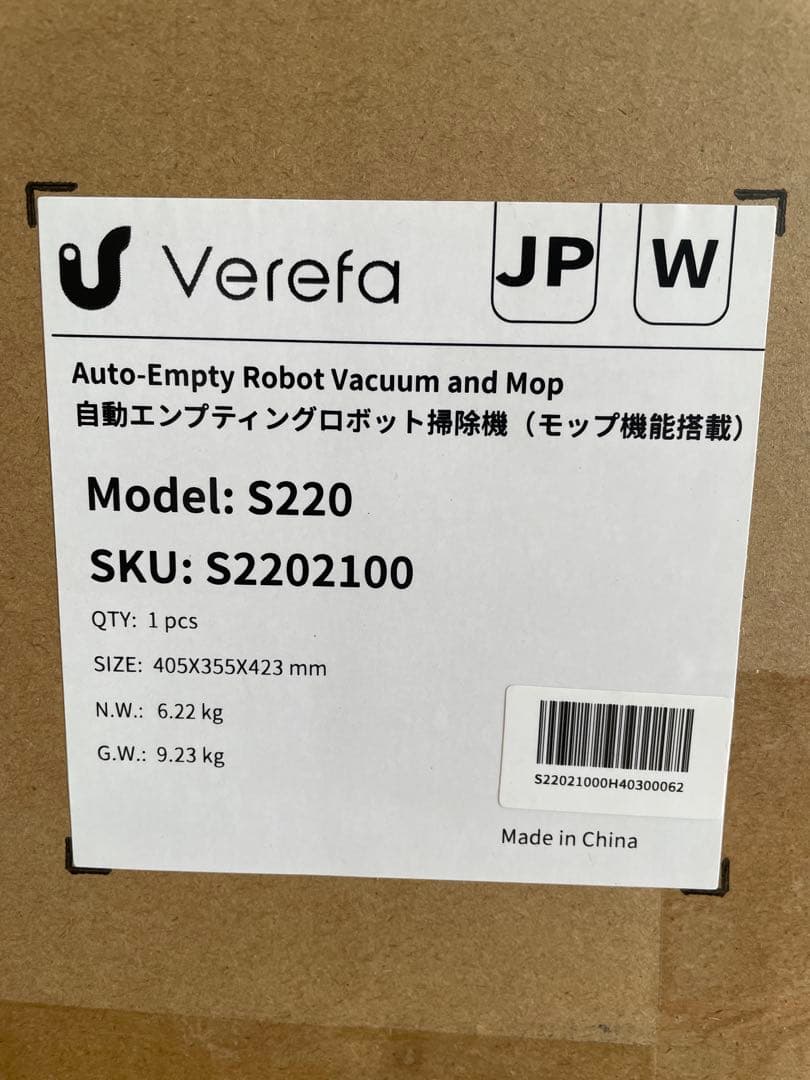 Verefa JP W
Auto-Empty Robot Vacuum and Mop
自動エンプティングロボット掃除機（モップ機能搭載）
Model: S220
SKU: S2202100
QTY: 1 pcs
SIZE: 405X355X423 mm
N.W.: 6.22 kg
G.W.: 9.23 kg
S22021000H40300062
Made in China